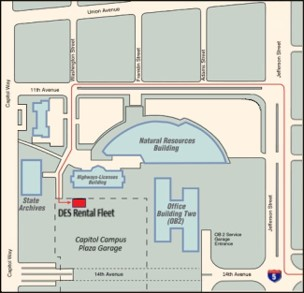 Union Avenue
Capitol Way
Washington Street
Franklin Street
Adams Street
Jefferson Street
11th Avenue
Natural Resources
Building
Highways-Licenses
Building
State
Archives
DES Rental Fleet
Office
Building Two
(OB2)
Capitol Campus
Plaza Garage
OB 2 Service
Garage
Entrance
Jefferson Street
Capitol Way
14th Avenue
14th Avenue
5